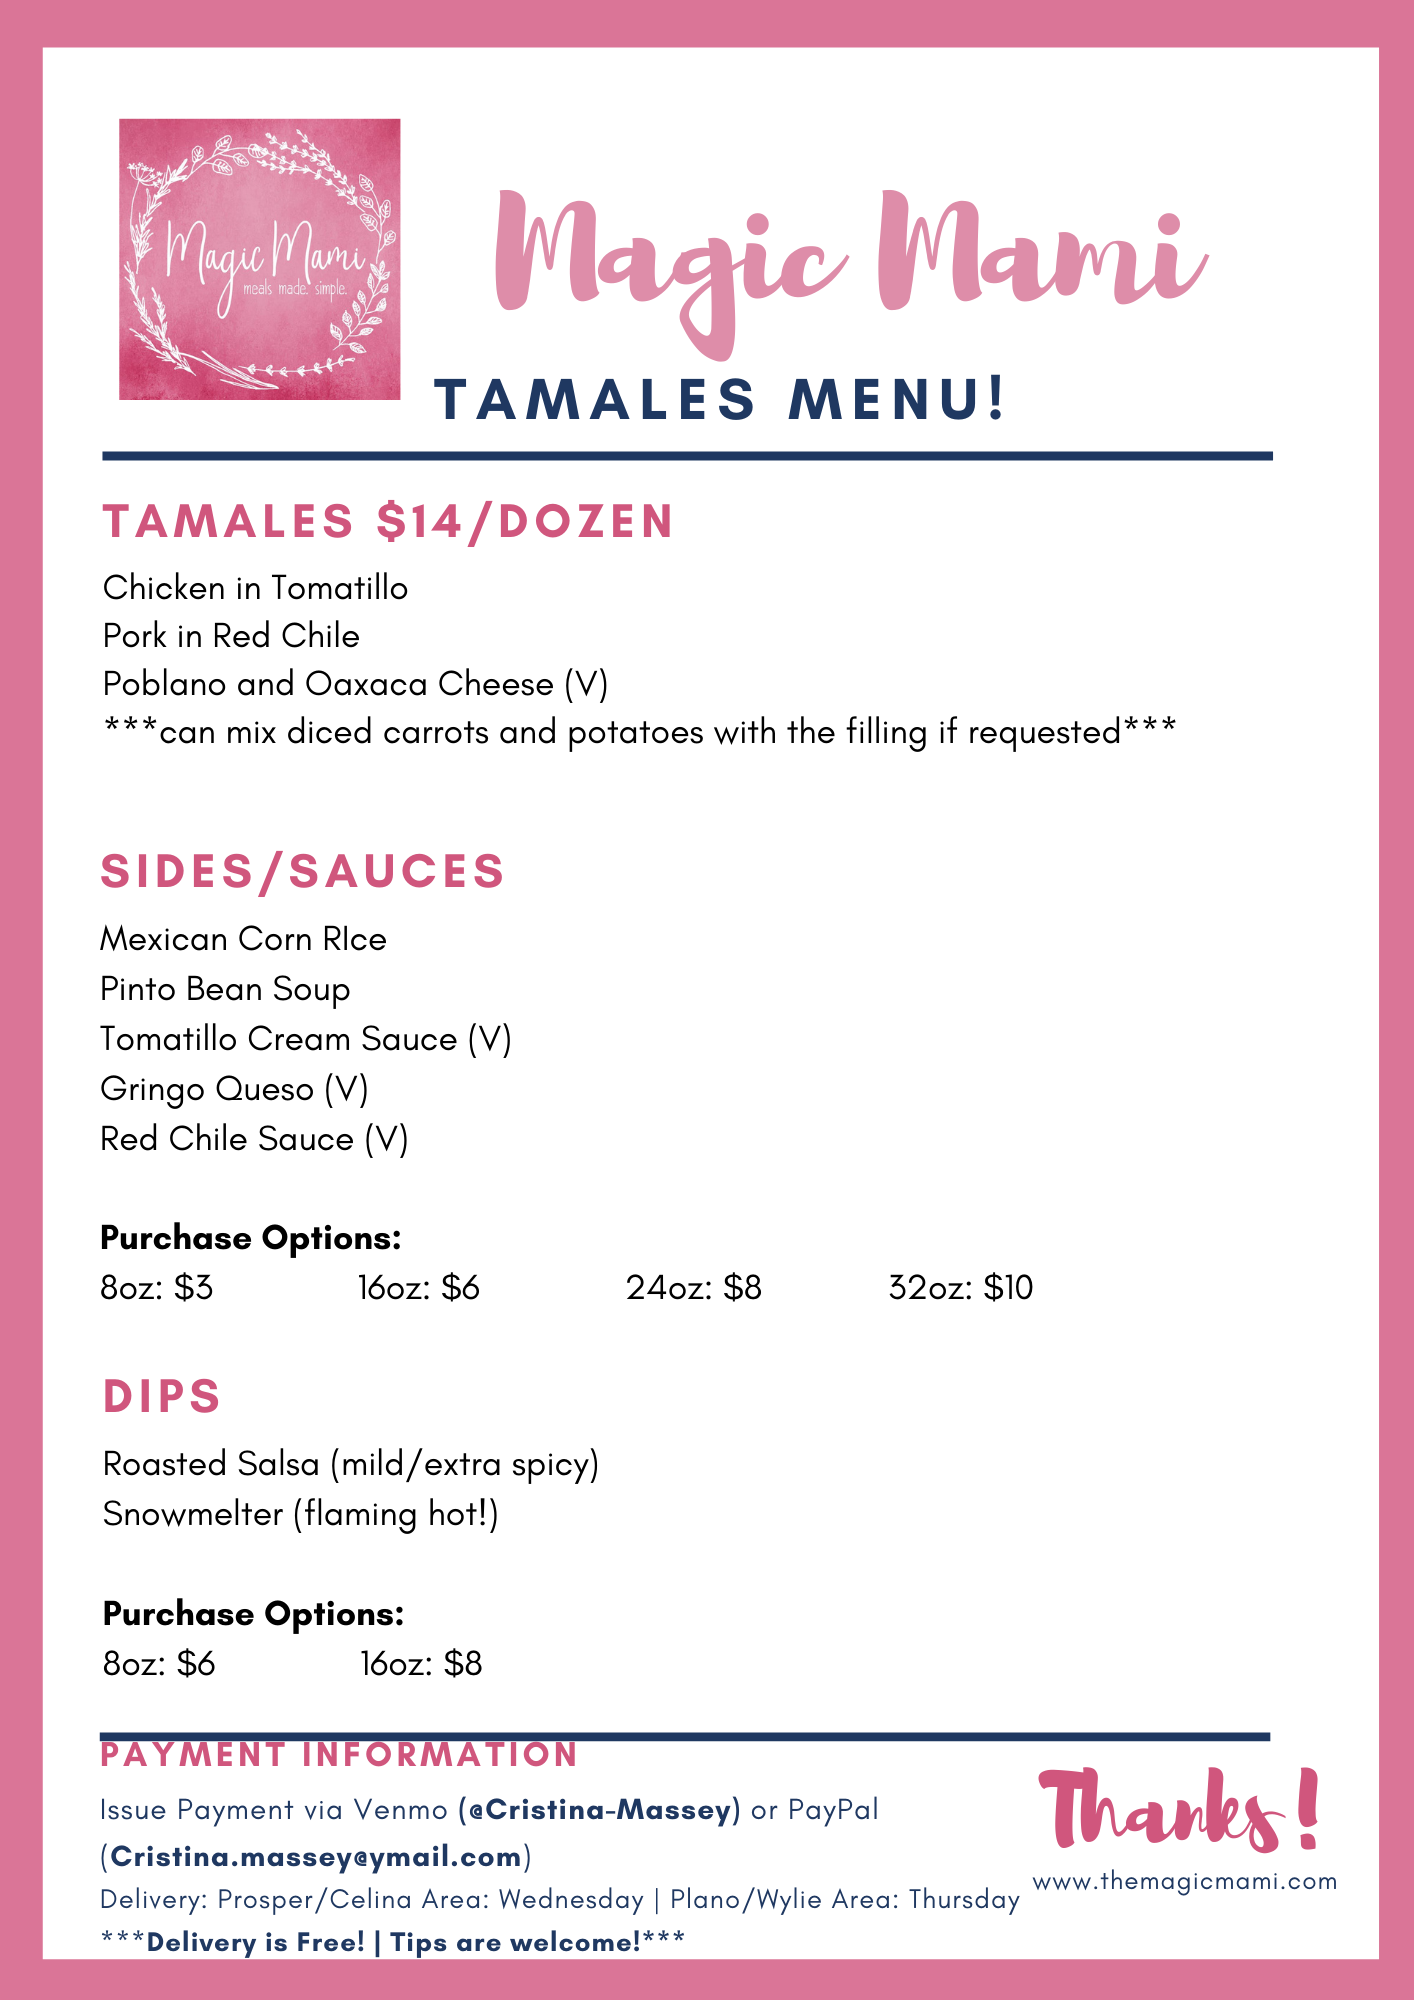 Magic Mami
meals made. simple.
Magic Mami
TAMALES MENU!
TAMALES $14/DOZEN
Chicken in Tomatillo
Pork in Red Chile
Poblano and Oaxaca Cheese (V)
***can mix diced carrots and potatoes with the filling if requested***
SIDES/SAUCES
Mexican Corn RIce
Pinto Bean Soup
Tomatillo Cream Sauce (V)
Gringo Queso (V)
Red Chile Sauce (V)
Purchase Options:
8oz: $3 16oz: $6 24oz: $8 32oz: $10
DIPS
Roasted Salsa (mild/extra spicy)
Snowmelter (flaming hot!)
Purchase Options:
8oz: $6 16oz: $8
PAYMENT INFORMATION
Issue Payment via Venmo (@Cristina-Massey) or PayPal
(Cristina.massey@ymail.com)
Delivery: Prosper/Celina Area: Wednesday | Plano/Wylie Area: Thursday
***Delivery is Free! | Tips are welcome!***
Thanks!
www.themagicmami.com